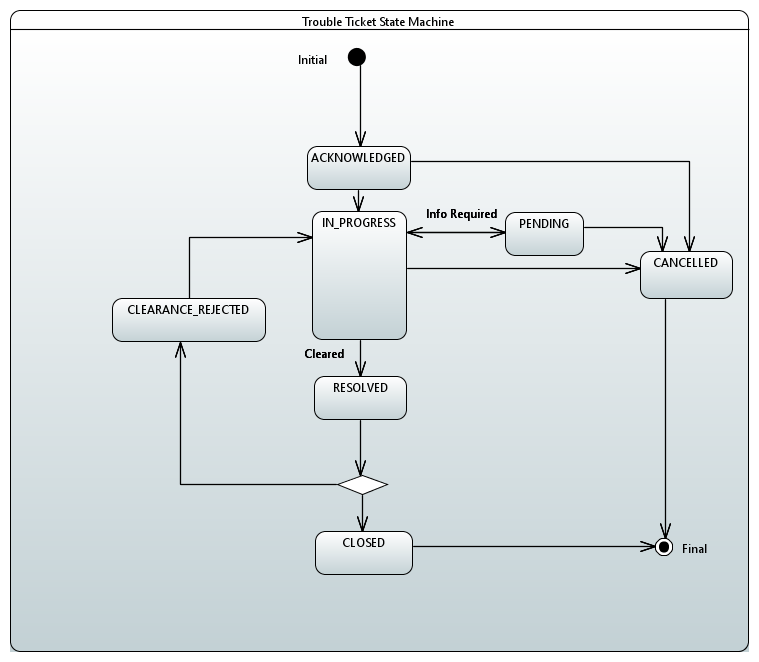 Trouble Ticket State Machine
Initial
ACKNOWLEDGED
IN_PROGRESS
Info Required
PENDING
CANCELLED
CLEARANCE_REJECTED
Cleared
RESOLVED
CLOSED
Final